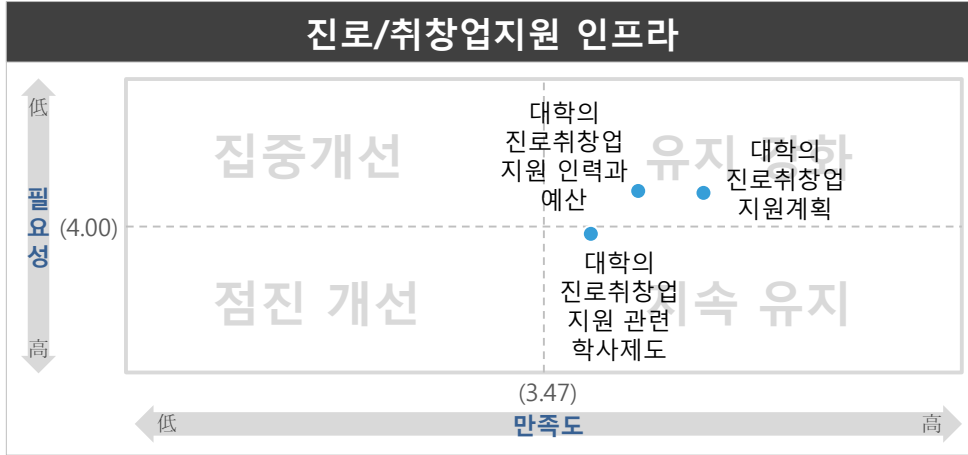 진로/취창업지원 인프라
低
필
요
성
高
(4.00)
집중개선
유지 강화
점진 개선
지속 유지
대학의
진로취창업
지원 인력과
예산
대학의
진로취창업
지원계획
대학의
진로취창업
지원 관련
학사제도
(3.47)
低
만족도
高